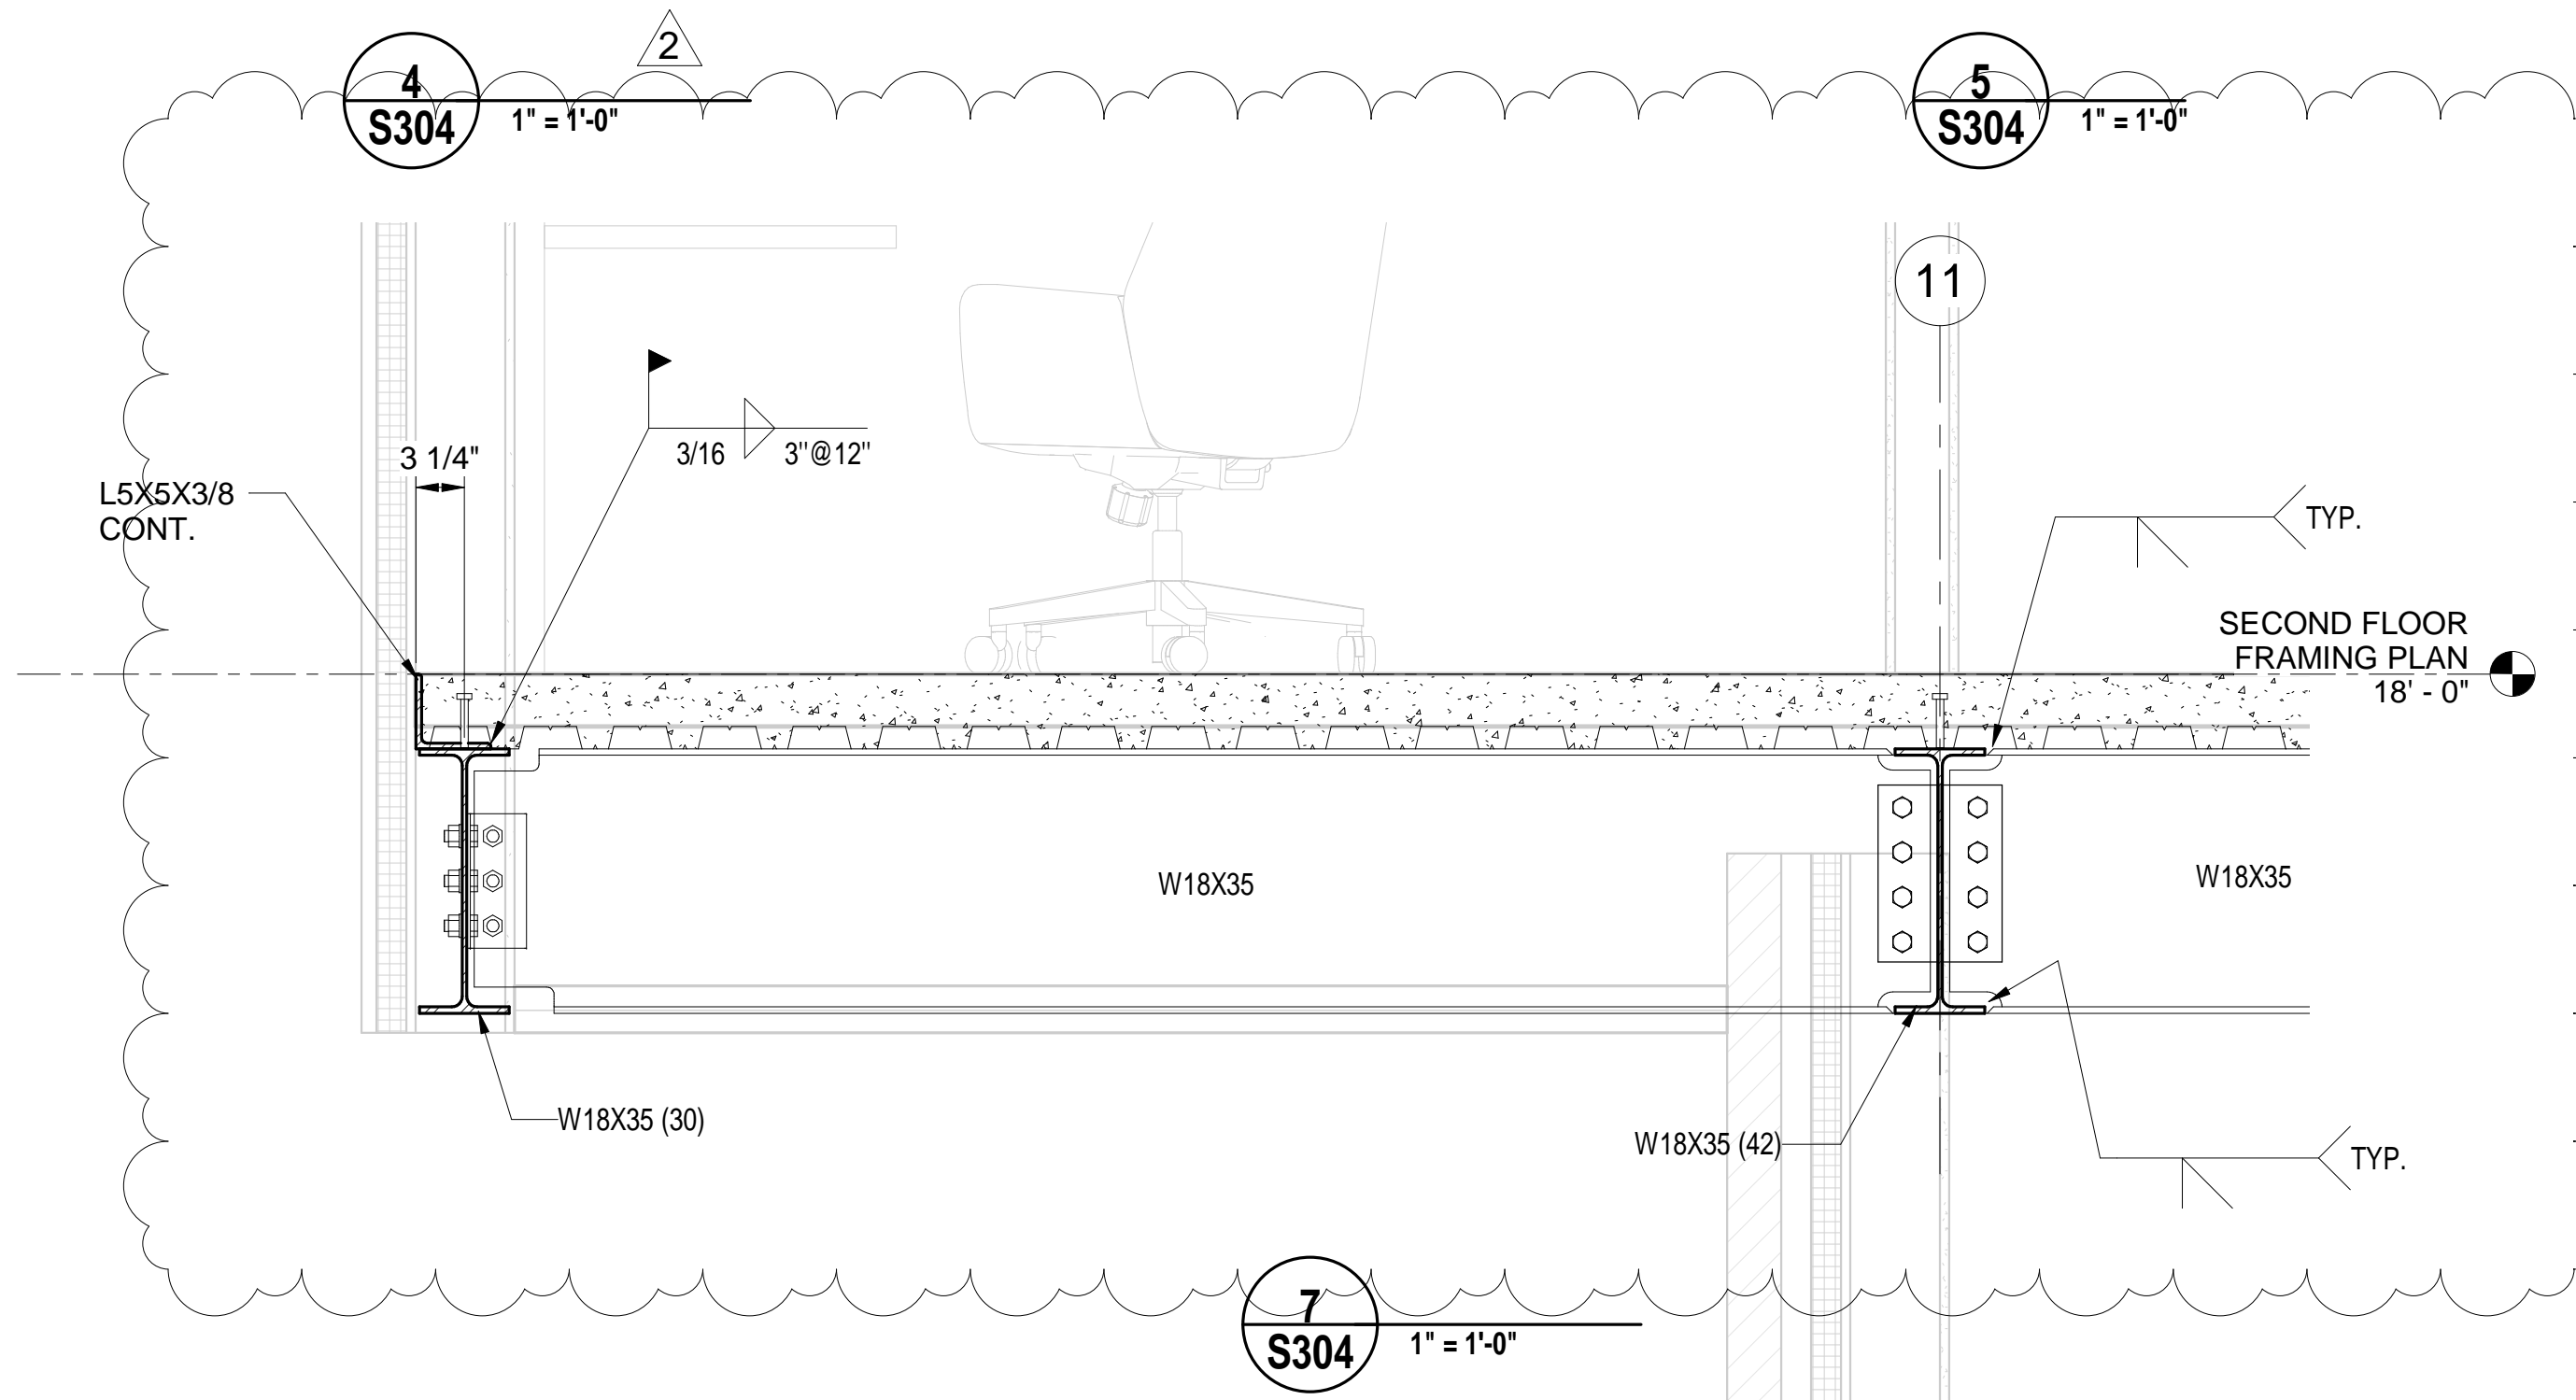 2
4
S304
1" = 1'-0"
5
S304
1" = 1'-0"
11
3/16
3"@12"
3 1/4"
L5X5X3/8
CONT.
TYP.
SECOND FLOOR
FRAMING PLAN
18' - 0"
W18X35
W18X35
W18X35 (30)
W18X35 (42)
TYP.
7
S304
1" = 1'-0"